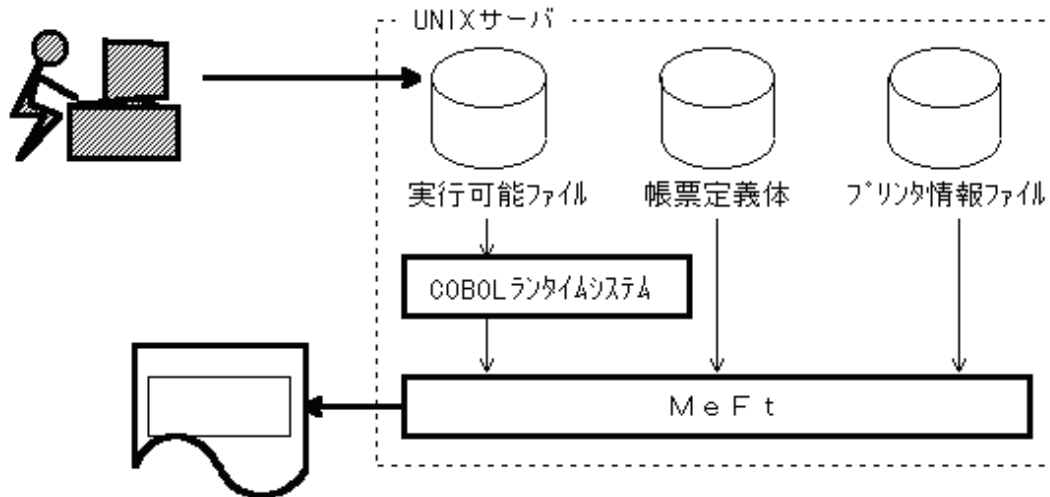 UNIXサーバ
実行可能ファイル
帳票定義体
プリンタ情報ファイル
COBOLランタイムシステム
ＭｅＦｔ